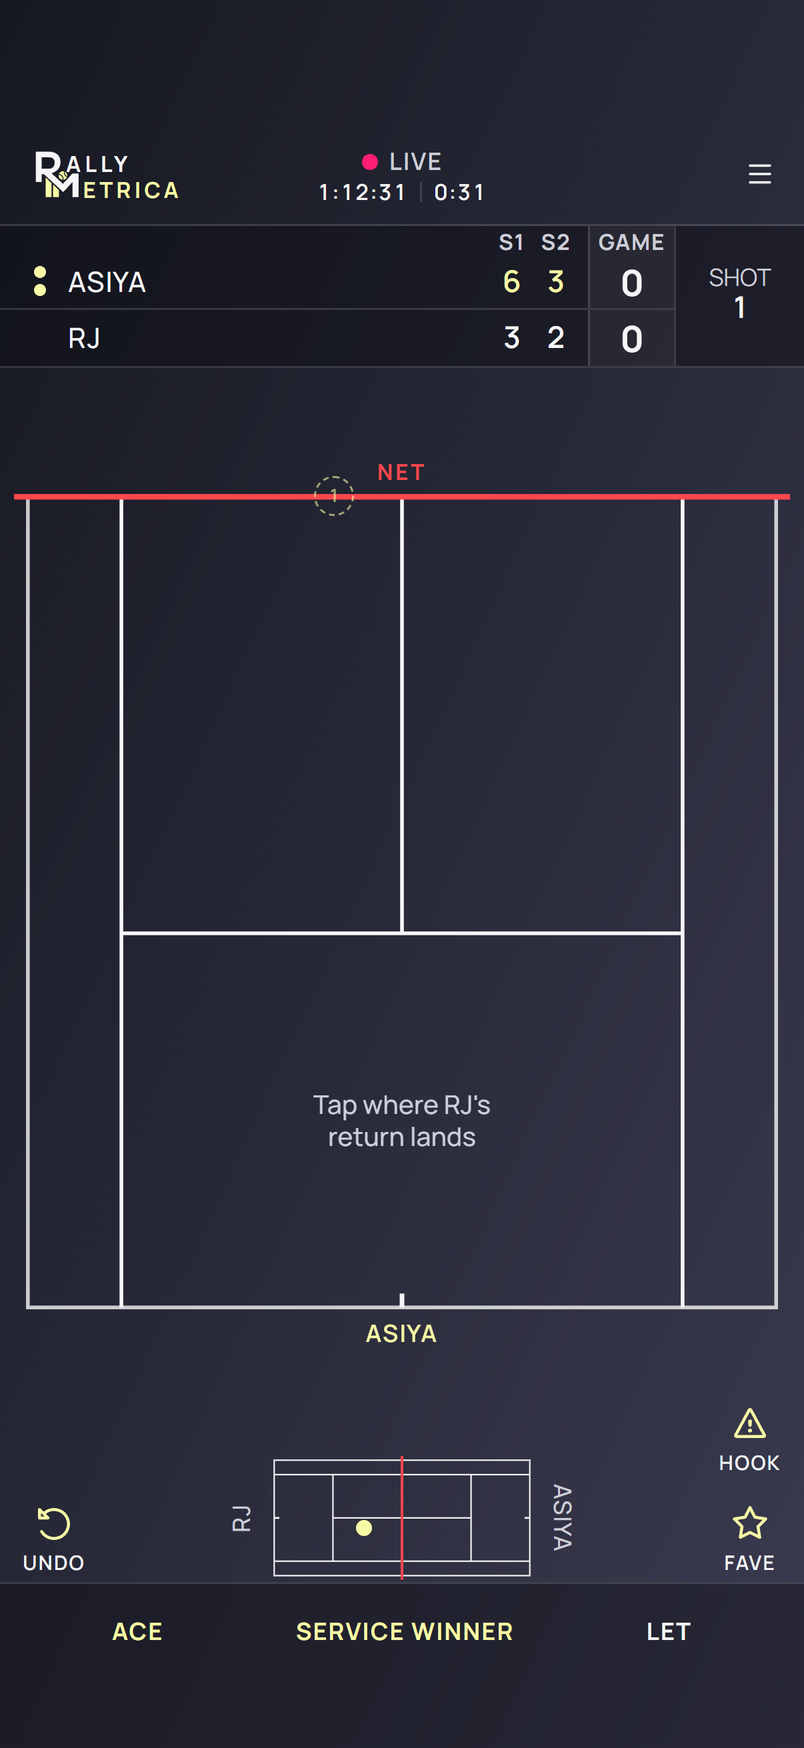 RALLY
METRICA
LIVE
1:12:31 | 0:31
S1 S2 GAME
ASIYA 6 3 0
RJ 3 2 0
SHOT
1
NET
1
Tap where RJ's
return lands
ASIYA
HOOK
RJ
ASIYA
UNDO
FAVE
ACE SERVICE WINNER LET